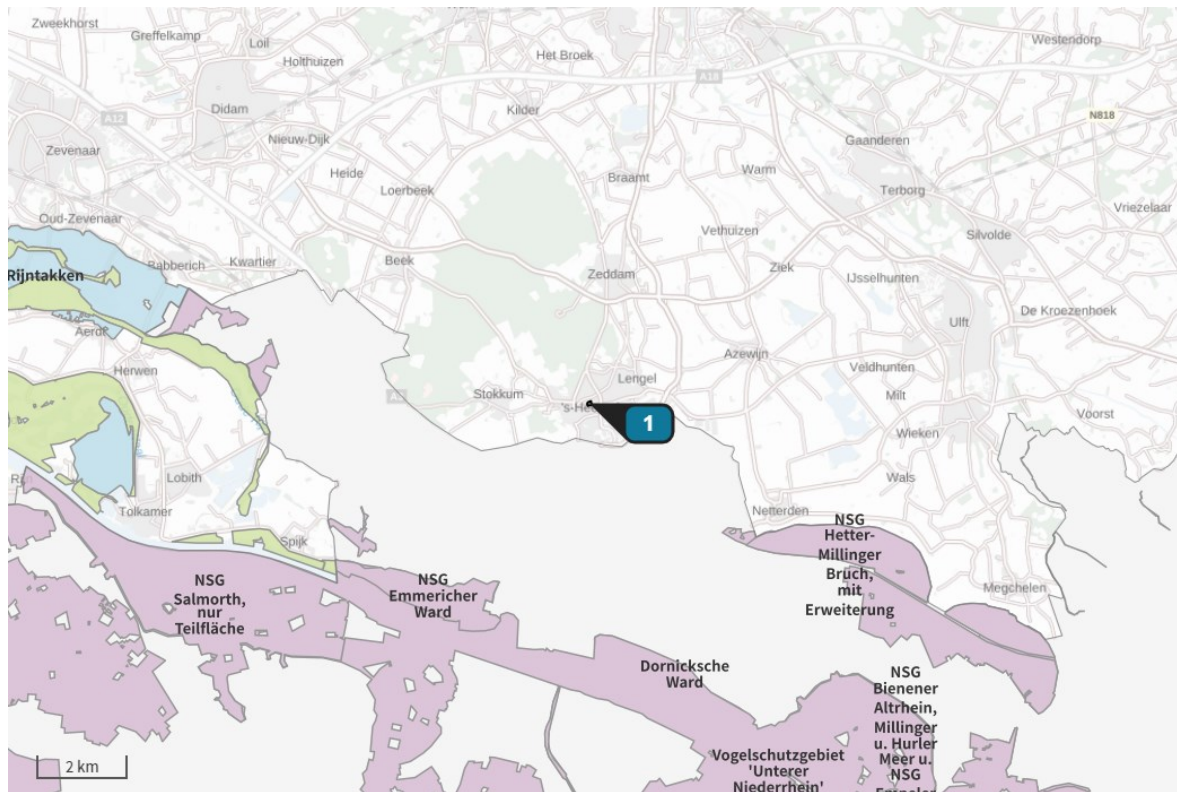 Zweekhorst
Greffelkamp
Loil
Holthuizen
Het Broek
Westendorp
A18
Didam
Kilder
A12
N818
Nieuw-Dijk
Gaanderen
Zevenaar
Heide
Loerbeek
Braamt
Warm
Terborg
Vriezelaar
Oud-Zevenaar
Vethuizen
Silvolde
Babberich
Kwartier
Beek
Zeddam
Ziek
IJsselhunten
Rijntakken
De Kroezenhoek
Ulft
Aerdt
Azewijn
Herwen
Veldhunten
Lengel
Stokkum
Milt
Voorst
1
Wieken
Lobith
Wals
Tolkamer
Netterden
Spijk
NSG
Hetter-
Millinger
Bruch,
mit
Erweiterung
Megchelen
NSG
Salmorth,
nur
Teilfläche
NSG
Emmericher
Ward
Dornicksche
Ward
NSG
Bienener
Altrhein,
Millinger
u. Hurler
Meer u.
NSG
Vogelschutzgebiet
'Unterer
Niederrhein'
2 km